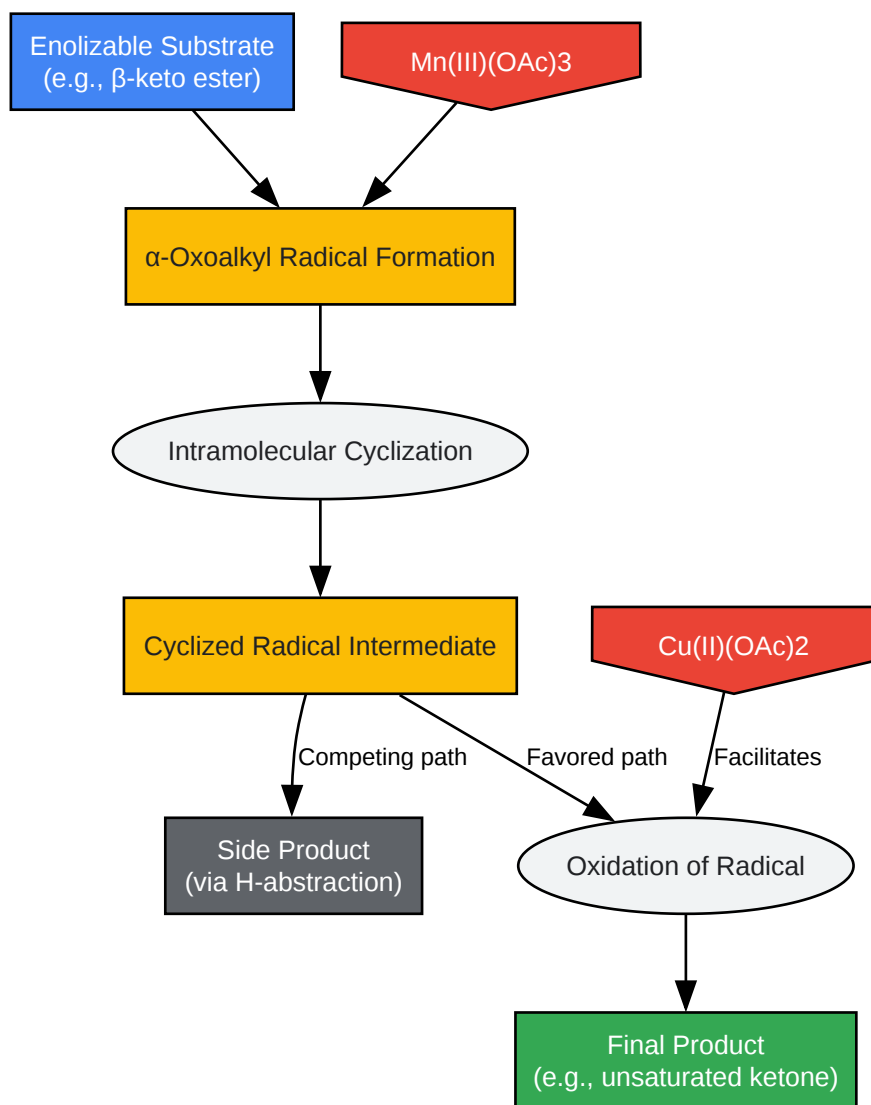 Enolizable Substrate
(e.g., β-keto ester)
Mn(III)(OAc)3
α-Oxoalkyl Radical Formation
Intramolecular Cyclization
Cyclized Radical Intermediate
Cu(II)(OAc)2
Competing path
Favored path
Facilitates
Side Product
(via H-abstraction)
Oxidation of Radical
Final Product
(e.g., unsaturated ketone)